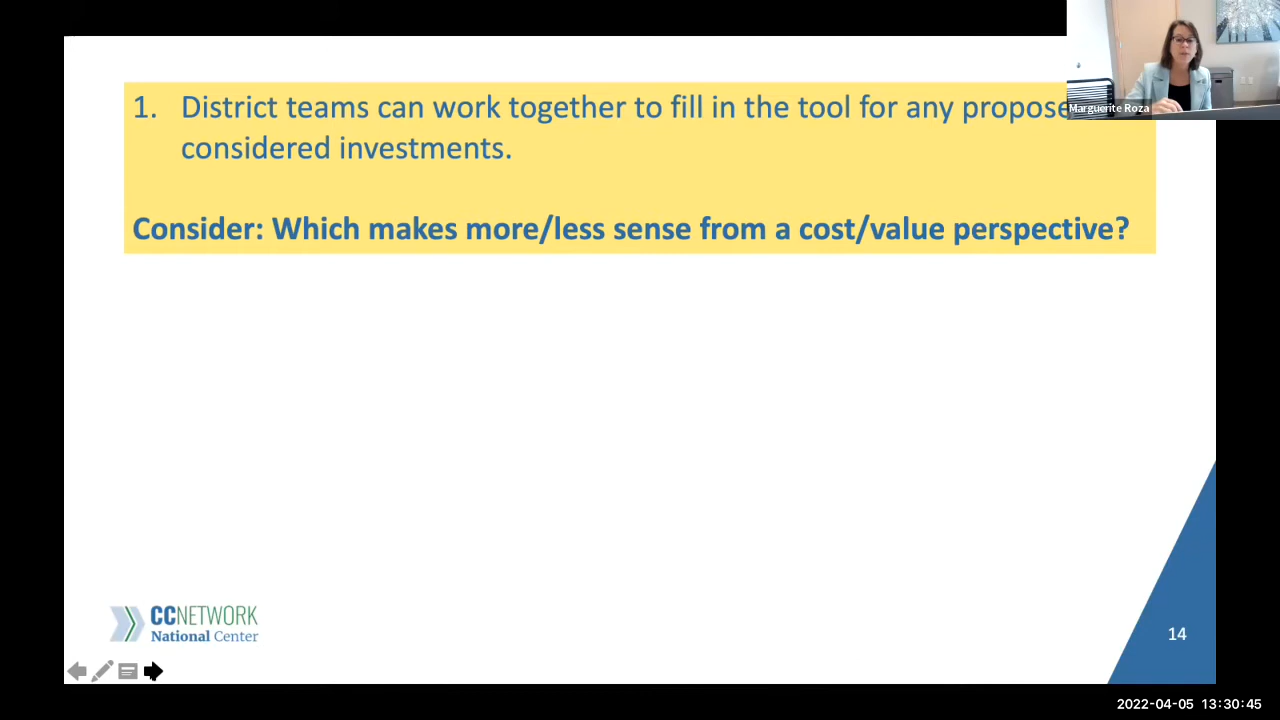 1. District teams can work together to fill in the tool for any propose
considered investments.
Consider: Which makes more/less sense from a cost/value perspective?
Marguerite Roza
CCNETWORK
National Center
14
2022-04-05 13:30:45